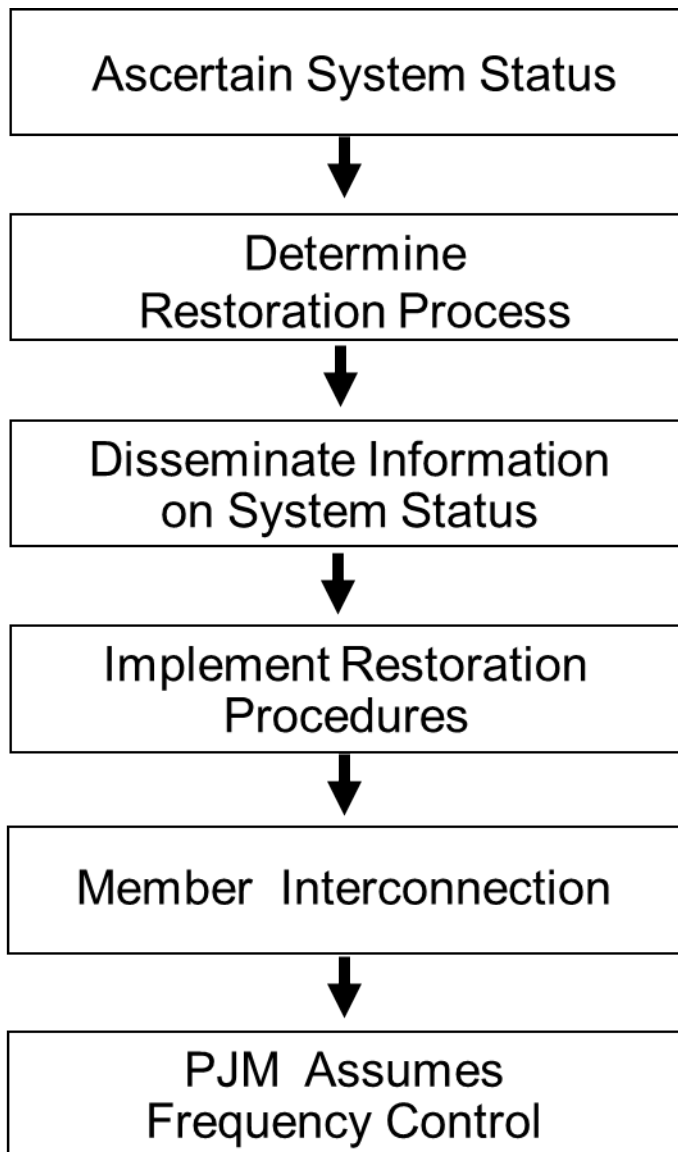 Ascertain System Status
Determine
Restoration Process
Disseminate Information
on System Status
Implement Restoration
Procedures
Member Interconnection
PJM Assumes
Frequency Control